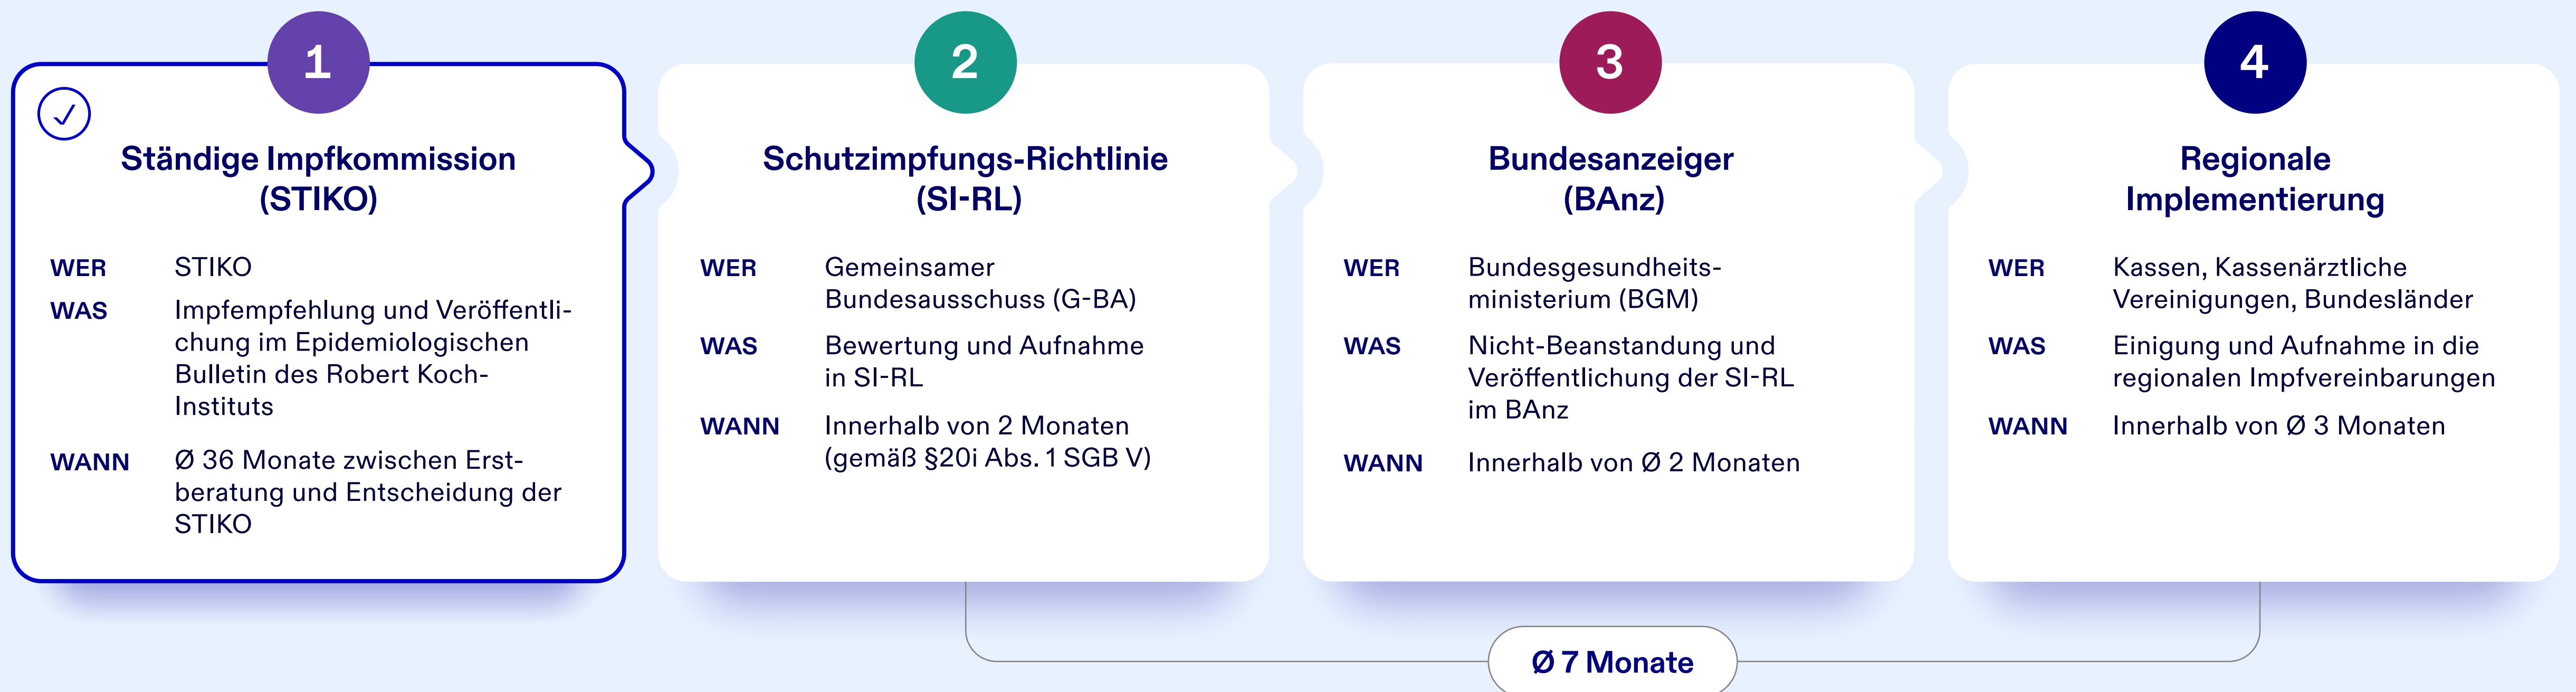 1
Ständige Impfkommission
(STIKO)
WER STIKO
WAS Impfempfehlung und Veröffentli-
chung im Epidemiologischen
Bulletin des Robert Koch-
Instituts
WANN Ø 36 Monate zwischen Erst-
beratung und Entscheidung der
STIKO
2
Schutzimpfungs-Richtlinie
(SI-RL)
WER Gemeinsamer
Bundesausschuss (G-BA)
WAS Bewertung und Aufnahme
in SI-RL
WANN Innerhalb von 2 Monaten
(gemäß §20i Abs. 1 SGB V)
3
Bundesanzeiger
(BAnz)
WER Bundesgesundheits-
ministerium (BGM)
WAS Nicht-Beanstandung und
Veröffentlichung der SI-RL
im BAnz
WANN Innerhalb von Ø 2 Monaten
4
Regionale
Implementierung
WER Kassen, Kassenärztliche
Vereinigungen, Bundesländer
WAS Einigung und Aufnahme in die
regionalen Impfvereinbarungen
WANN Innerhalb von Ø 3 Monaten
Ø 7 Monate